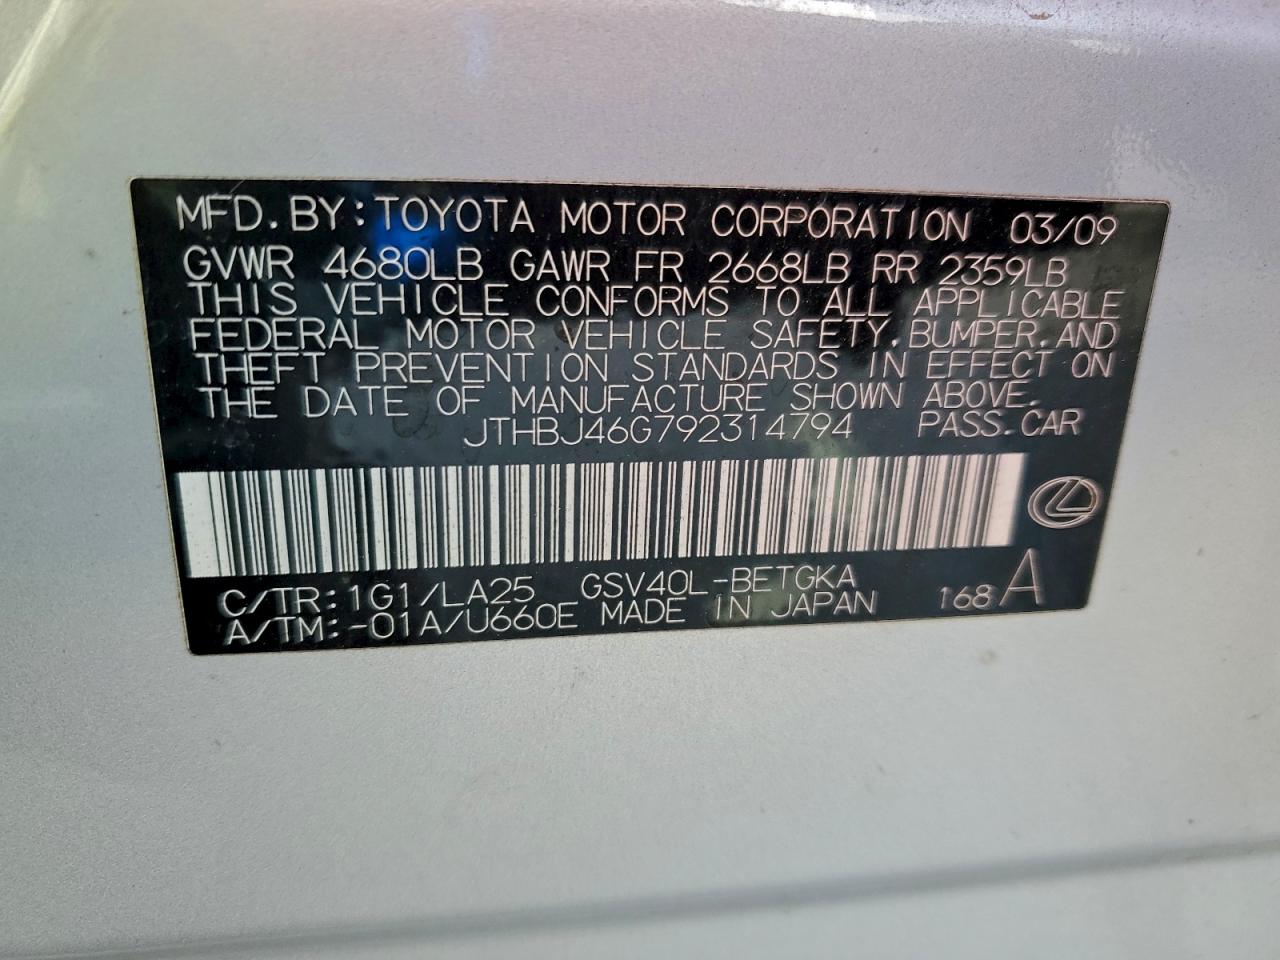 MFD.BY:TOYOTA MOTOR CORPORATION 03/09
GVWR 4680LB GAWR FR 2668LB RR 2359LB
THIS VEHICLE CONFORMS TO ALL APPLICABLE
FEDERAL MOTOR VEHICLE SAFETY,BUMPER,AND
THEFT PREVENTION STANDARDS IN EFFECT ON
THE DATE OF MANUFACTURE SHOWN ABOVE.
JTHBJ46G792314794 PASS.CAR
C/TR:1G1/LA25 GSV40L-BETGKA
A/TM:-01A/U660E MADE IN JAPAN 168 A